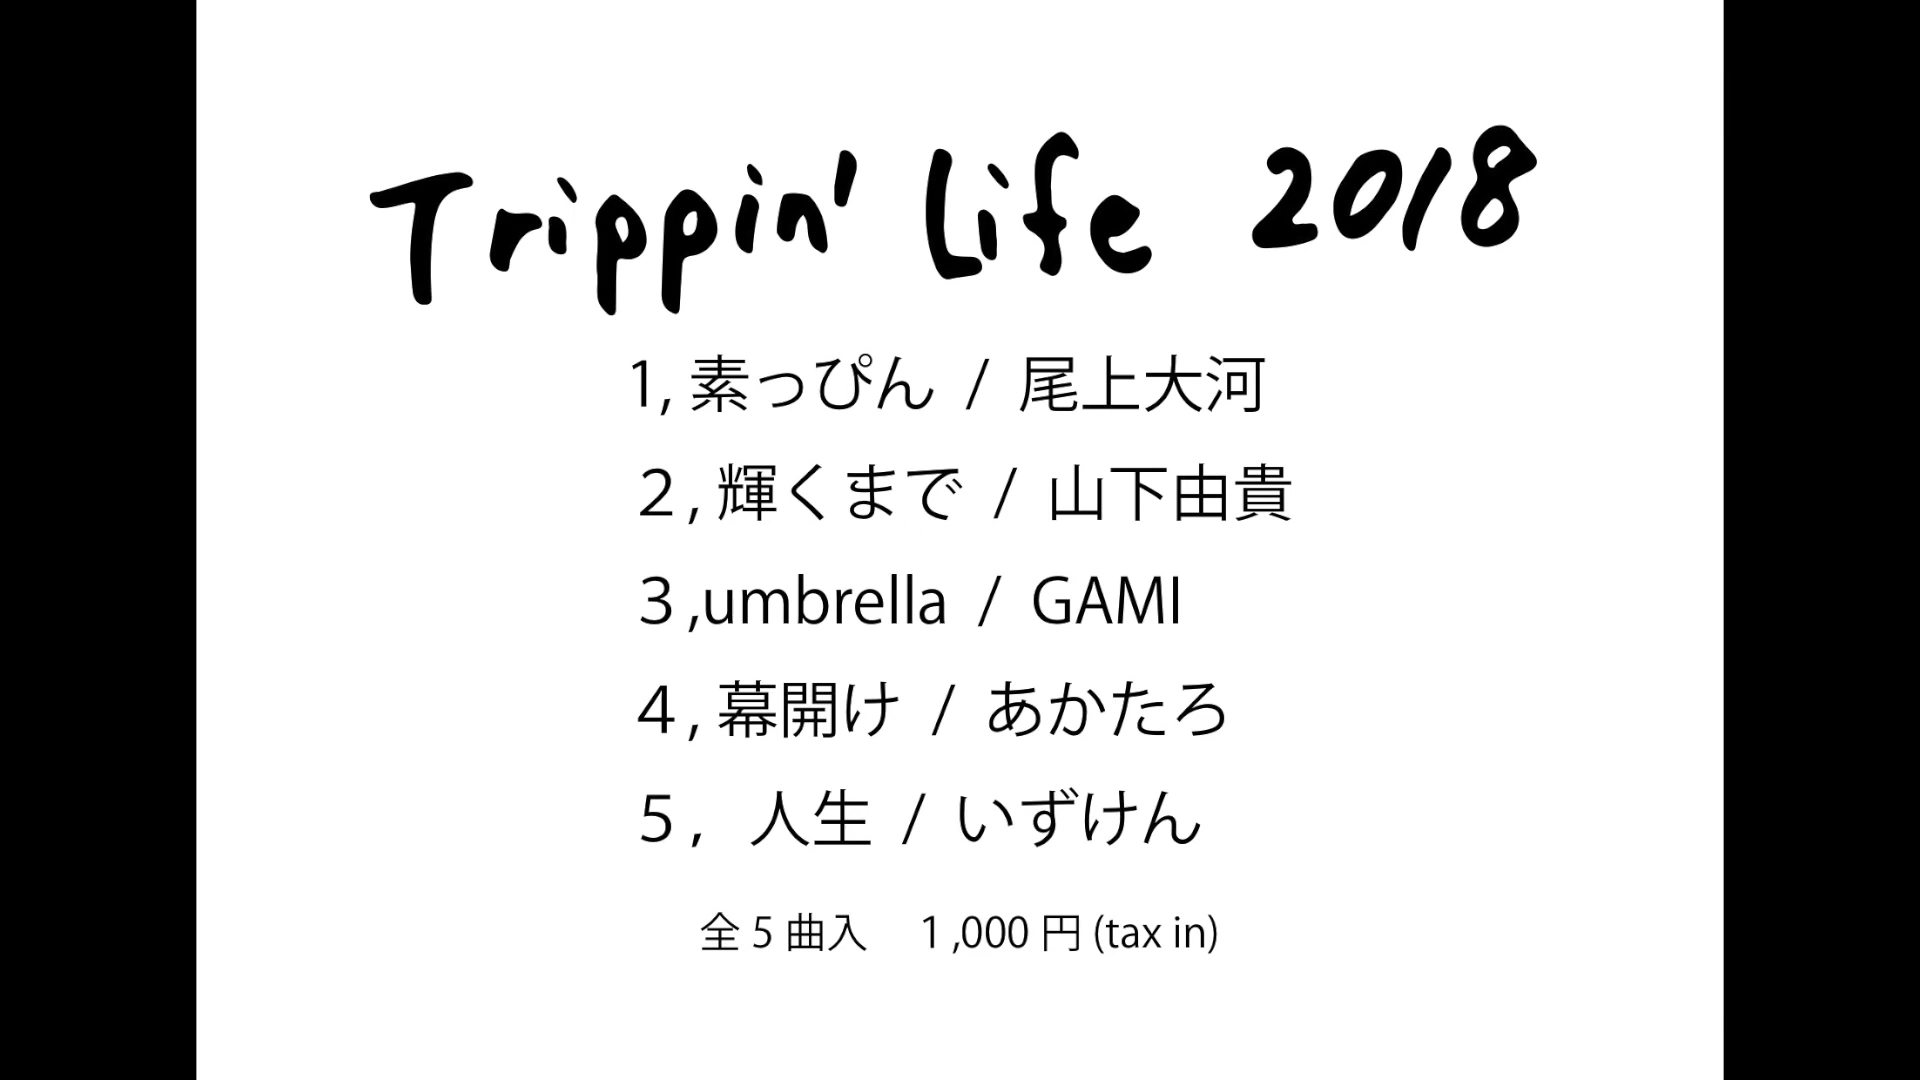 Trippin' Life 2018
1, 素っぴん / 尾上大河
2 , 輝くまで / 山下由貴
3 ,umbrella / GAMI
4 , 幕開け / あかたろ
5 , 人生 / いずけん
全 5 曲入　1 ,000 円 (tax in)